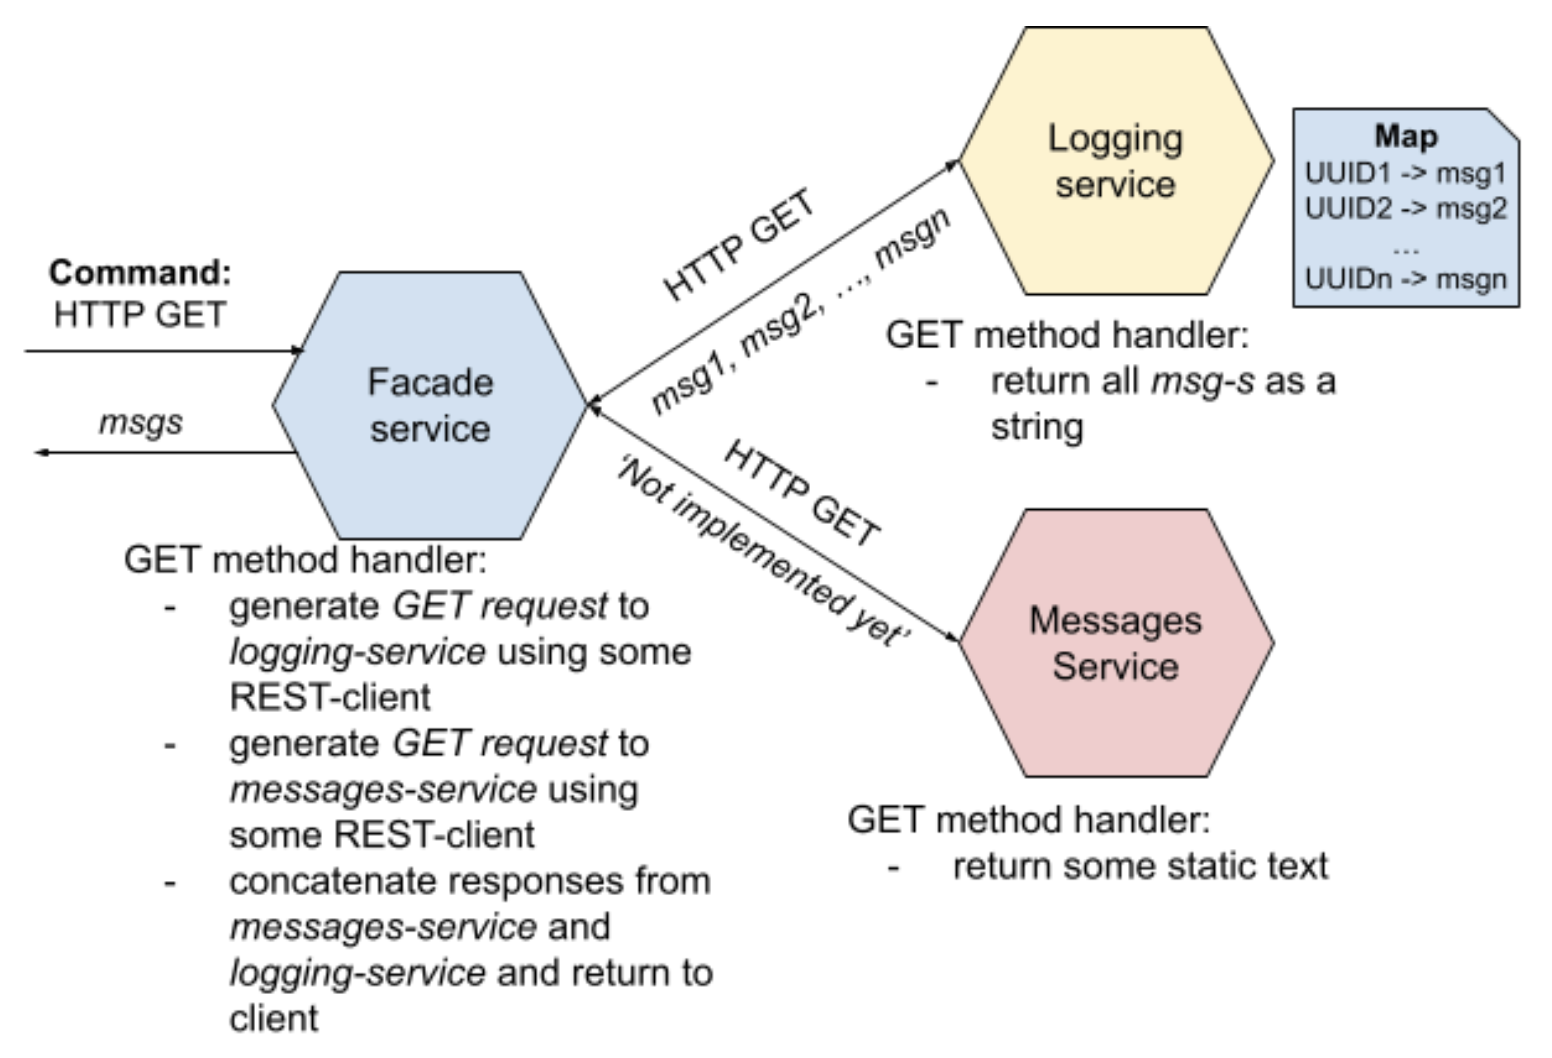 Command:
HTTP GET
msgs
Facade
service
GET method handler:
- generate GET request to
logging-service using some
REST-client
- generate GET request to
messages-service using
some REST-client
- concatenate responses from
messages-service and
logging-service and return to
client
HTTP GET
msg1, msg2, ..., msgn
HTTP GET
‘Not implemented yet’
Logging
service
Map
UUID1 -> msg1
UUID2 -> msg2
...
UUIDn -> msgn
GET method handler:
- return all msg-s as a
string
Messages
Service
GET method handler:
- return some static text